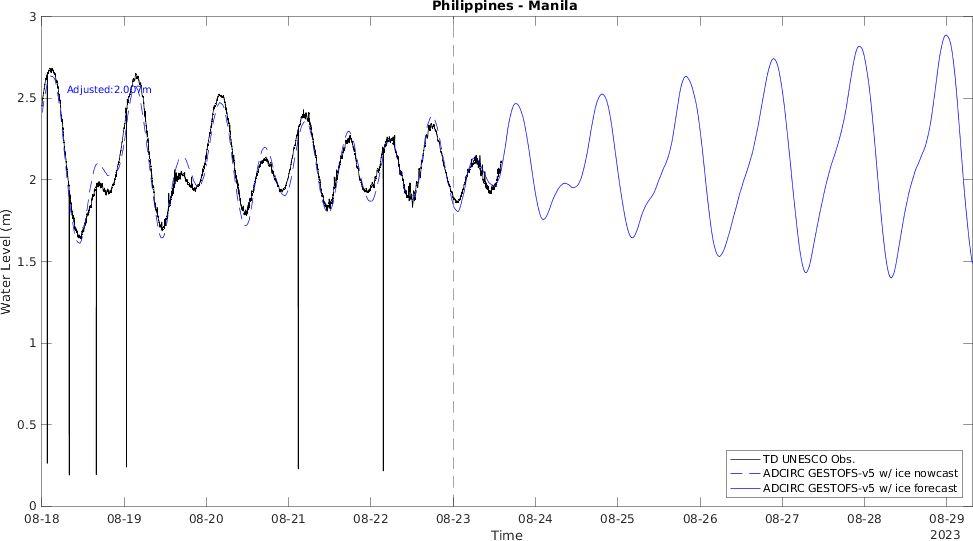 Philippines - Manila
3
2.5
2
1.5
1
0.5
0
Water Level (m)
Adjusted:2.007m
TD UNESCO Obs.
ADCIRC GESTOFS-v5 w/ ice nowcast
ADCIRC GESTOFS-v5 w/ ice forecast
08-18 08-19 08-20 08-21 08-22 08-23 08-24 08-25 08-26 08-27 08-28 08-29
2023
Time